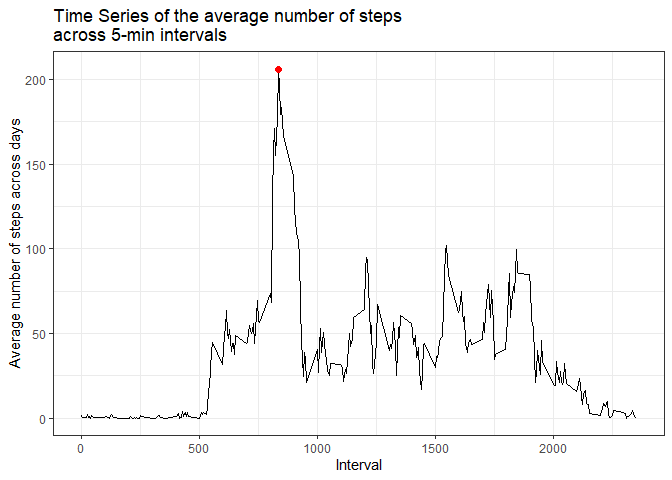 Time Series of the average number of steps
across 5-min intervals
Average number of steps across days
200
150
100
50
0
0 500 1000 1500 2000
Interval